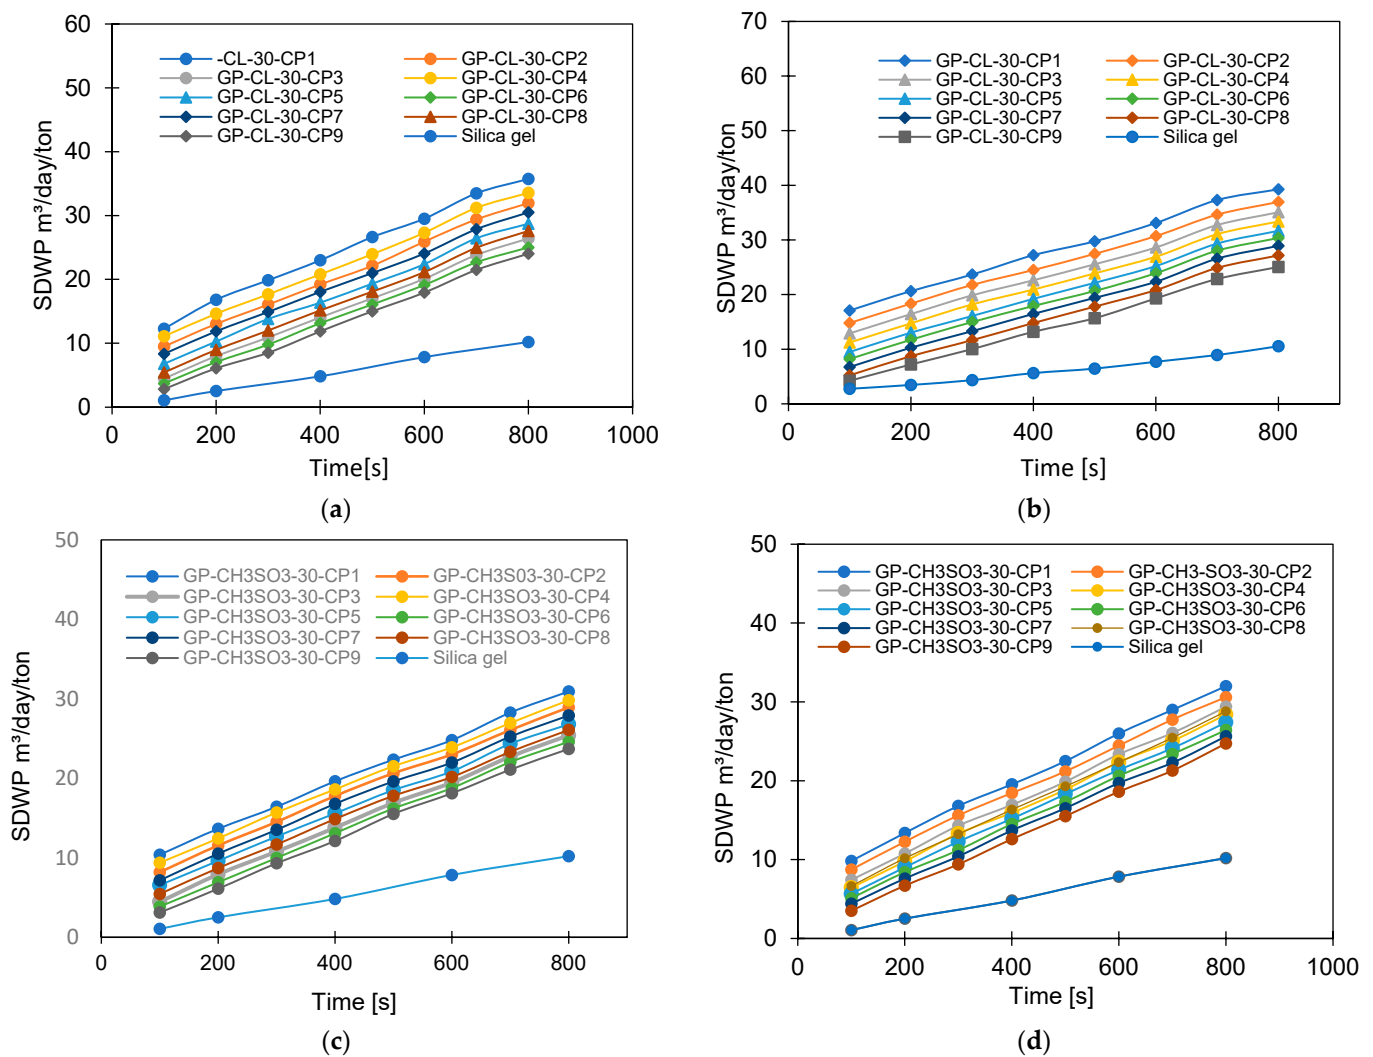 60
50
40
30
20
10
0
SDWP m³/day/ton
-CL-30-CP1 GP-CL-30-CP2
GP-CL-30-CP3 GP-CL-30-CP4
GP-CL-30-CP5 GP-CL-30-CP6
GP-CL-30-CP7 GP-CL-30-CP8
GP-CL-30-CP9 Silica gel
0 200 400 600 800 1000
Time[s]
(a)
70
60
50
40
30
20
10
0
SDWP m³/day/ton
GP-CL-30-CP1 GP-CL-30-CP2
GP-CL-30-CP3 GP-CL-30-CP4
GP-CL-30-CP5 GP-CL-30-CP6
GP-CL-30-CP7 GP-CL-30-CP8
GP-CL-30-CP9 Silica gel
0 200 400 600 800
Time [s]
(b)
50
40
30
20
10
0
SDWP m³/day/ton
GP-CH3SO3-30-CP1 GP-CH3S03-30-CP2
GP-CH3SO3-30-CP3 GP-CH3SO3-30-CP4
GP-CH3SO3-30-CP5 GP-CH3SO3-30-CP6
GP-CH3SO3-30-CP7 GP-CH3SO3-30-CP8
GP-CH3SO3-30-CP9 Silica gel
0 200 400 600 800
Time [s]
(c)
50
40
30
20
10
0
SDWP m³/day/ton
GP-CH3SO3-30-CP1 GP-CH3-SO3-30-CP2
GP-CH3SO3-30-CP3 GP-CH3SO3-30-CP4
GP-CH3SO3-30-CP5 GP-CH3SO3-30-CP6
GP-CH3SO3-30-CP7 GP-CH3SO3-30-CP8
GP-CH3SO3-30-CP9 Silica gel
0 200 400 600 800 1000
Time [s]
(d)